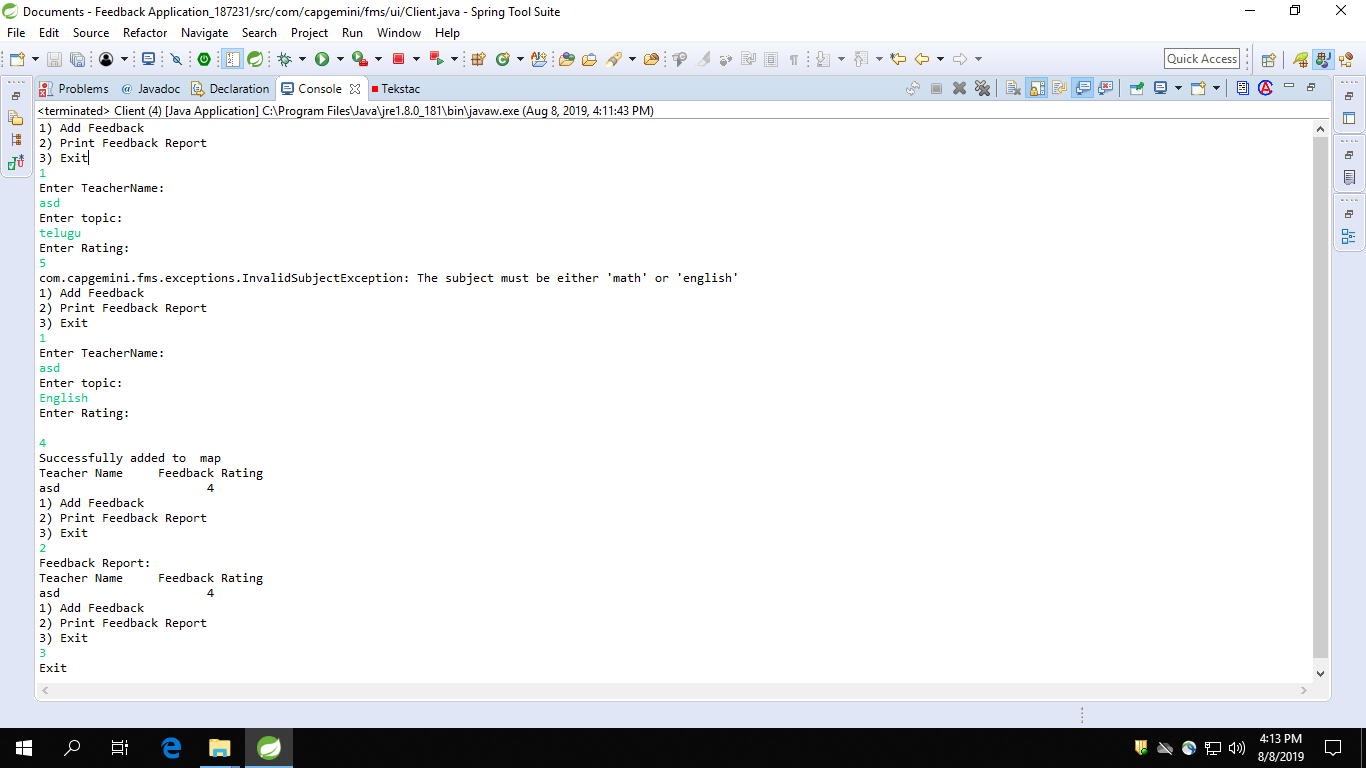 Documents - Feedback Application_187231/src/com/capgemini/fms/ui/Client.java - Spring Tool Suite
File Edit Source Refactor Navigate Search Project Run Window Help
Quick Access
Problems @ Javadoc Declaration Console Tekstac
<terminated> Client (4) [Java Application] C:\Program Files\Java\jre1.8.0_181\bin\javaw.exe (Aug 8, 2019, 4:11:43 PM)
1) Add Feedback
2) Print Feedback Report
3) Exit
1
Enter TeacherName:
asd
Enter topic:
telugu
Enter Rating:
5
com.capgemini.fms.exceptions.InvalidSubjectException: The subject must be either 'math' or 'english'
1) Add Feedback
2) Print Feedback Report
3) Exit
1
Enter TeacherName:
asd
Enter topic:
English
Enter Rating:
4
Successfully added to  map
Teacher Name     Feedback Rating
asd                     4
1) Add Feedback
2) Print Feedback Report
3) Exit
2
Feedback Report:
Teacher Name     Feedback Rating
asd                     4
1) Add Feedback
2) Print Feedback Report
3) Exit
3
Exit
4:13 PM
8/8/2019